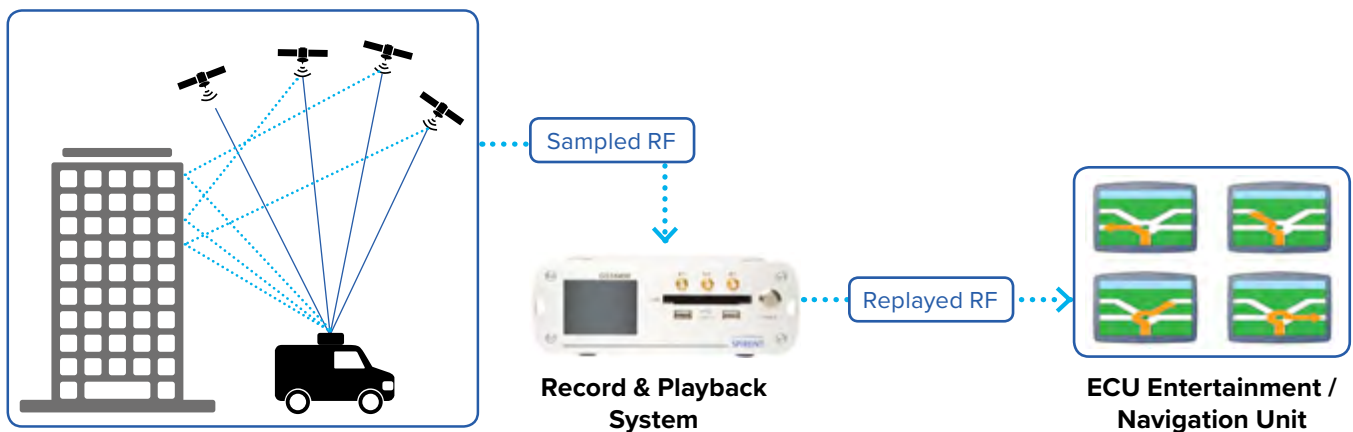 Sampled RF
SPIRENT
Replayed RF
Record & Playback
System
ECU Entertainment /
Navigation Unit